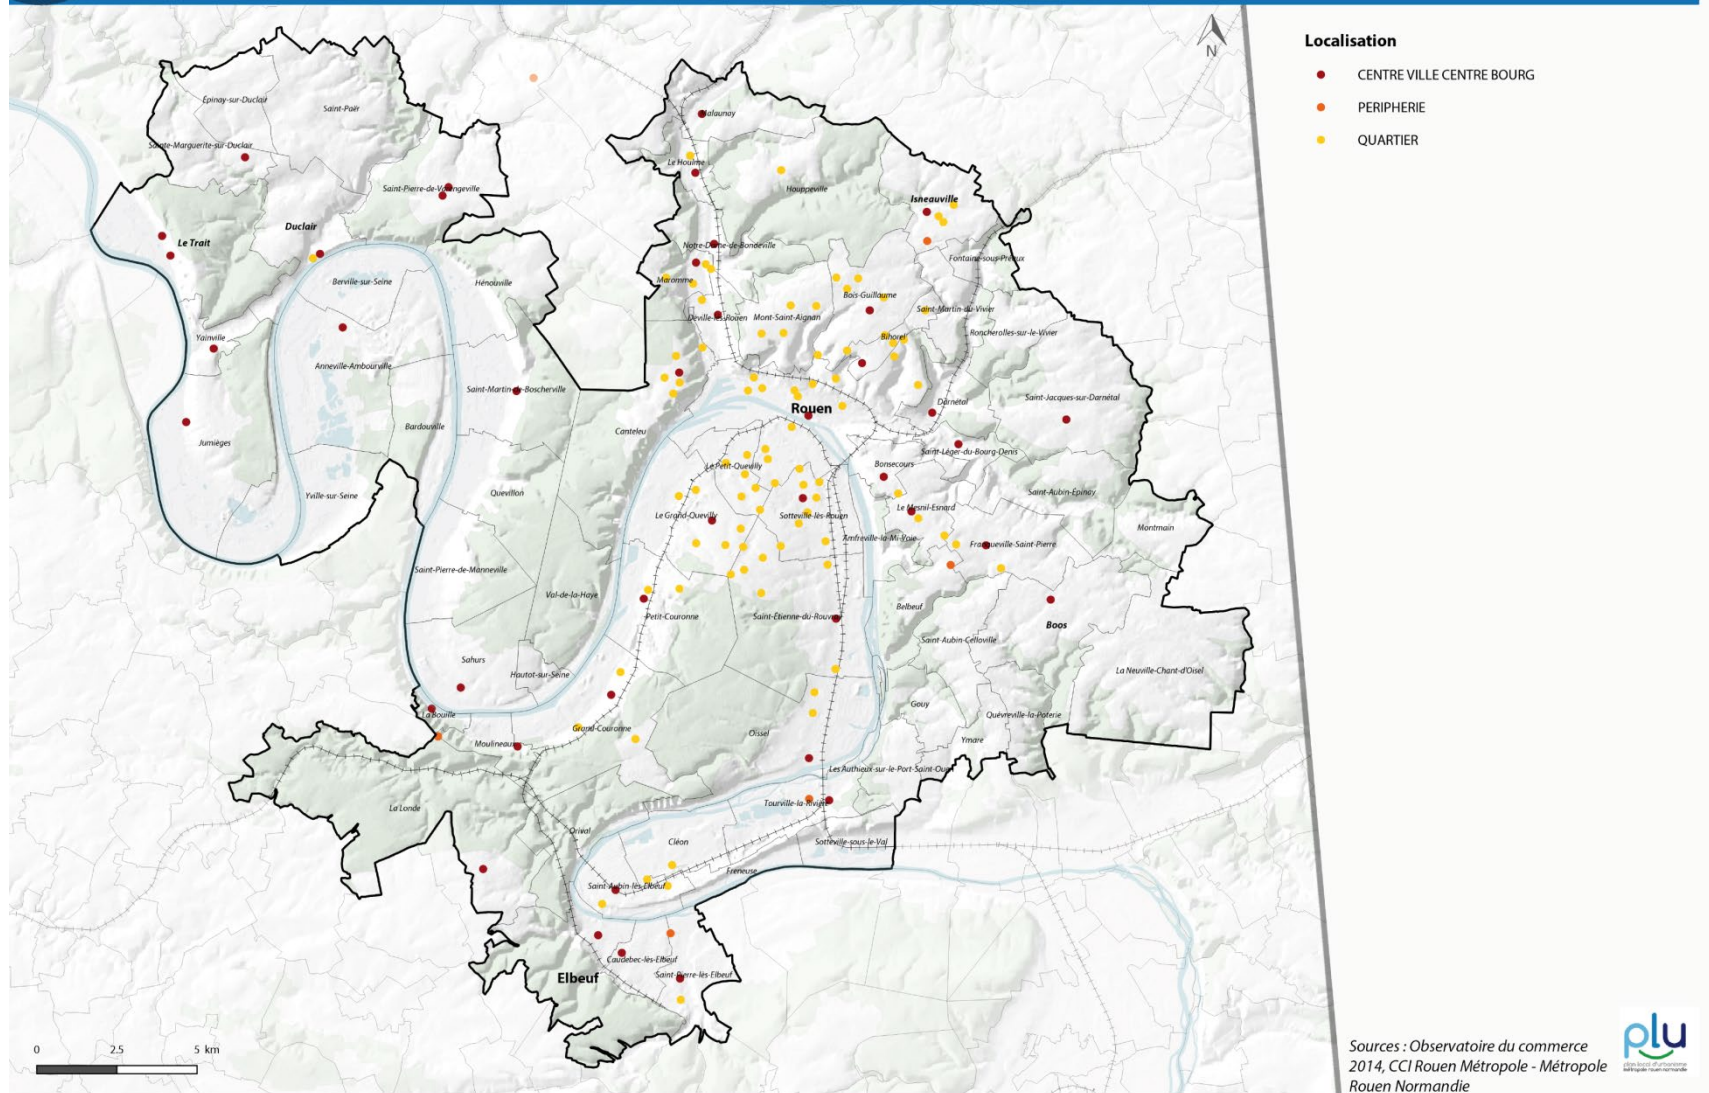 N
Localisation
CENTRE VILLE CENTRE BOURG
PERIPHERIE
QUARTIER
Épinay-sur-Duclair
Saint-Paër
Sainte-Marguerite-sur-Duclair
Saint-Pierre-de-Varengeville
Duclair
Le Trait
Berville-sur-Seine
Hénouville
Yainville
Anneville-Ambourville
Saint-Martin-de-Boscherville
Jumièges
Bardouville
Yville-sur-Seine
Quevillon
Saint-Pierre-de-Manneville
Val-de-la-Haye
Sahurs
Hautot-sur-Seine
La Bouille
Moulineaux
Malaunay
Le Houlme
Houppeville
Isneauville
Notre-Dame-de-Bondeville
Fontaine-sous-Préaux
Maromme
Bois-Guillaume
Saint-Martin-du-Vivier
Déville-lès-Rouen
Mont-Saint-Aignan
Roncherolles-sur-le-Vivier
Bihorel
Rouen
Darnétal
Saint-Jacques-sur-Darnétal
Canteleu
Saint-Léger-du-Bourg-Denis
Bonsecours
Le Petit-Quevilly
Saint-Aubin-Epinay
Le Mesnil-Esnard
Le Grand-Quevilly
Sotteville-lès-Rouen
Montmain
Amfreville-la-Mi-Voie
Franqueville-Saint-Pierre
Belbeuf
Petit-Couronne
Saint-Étienne-du-Rouvray
Boos
Saint-Aubin-Celloville
La Neuville-Chant-d'Oisel
Gouy
Quévreville-la-Poterie
Grand-Couronne
Oissel
Ymare
Les Authieux-sur-le-Port-Saint-Ouen
La Londe
Tourville-la-Rivière
Orival
Cléon
Sotteville-sous-le-Val
Freneuse
Saint-Aubin-lès-Elbeuf
Caudebec-lès-Elbeuf
Elbeuf
Saint-Pierre-lès-Elbeuf
0 2.5 5 km
Sources : Observatoire du commerce
2014, CCI Rouen Métropole - Métropole
Rouen Normandie
plu
plan local d'urbanisme
métropole rouen normandie